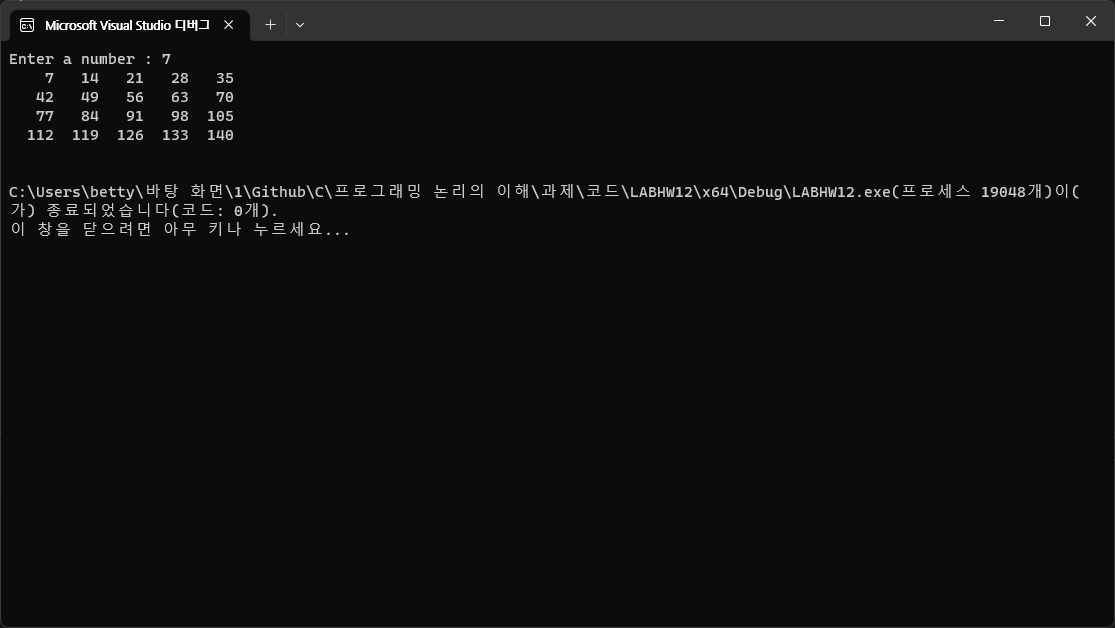 Microsoft Visual Studio 디버그
Enter a number : 7
    7   14   21   28   35
   42   49   56   63   70
   77   84   91   98  105
  112  119  126  133  140
C:\Users\betty\바탕 화면\1\Github\C\프로그래밍 논리의 이해\과제\코드\LABHW12\x64\Debug\LABHW12.exe(프로세스 19048개)이(
가) 종료되었습니다(코드: 0개).
이 창을 닫으려면 아무 키나 누르세요...